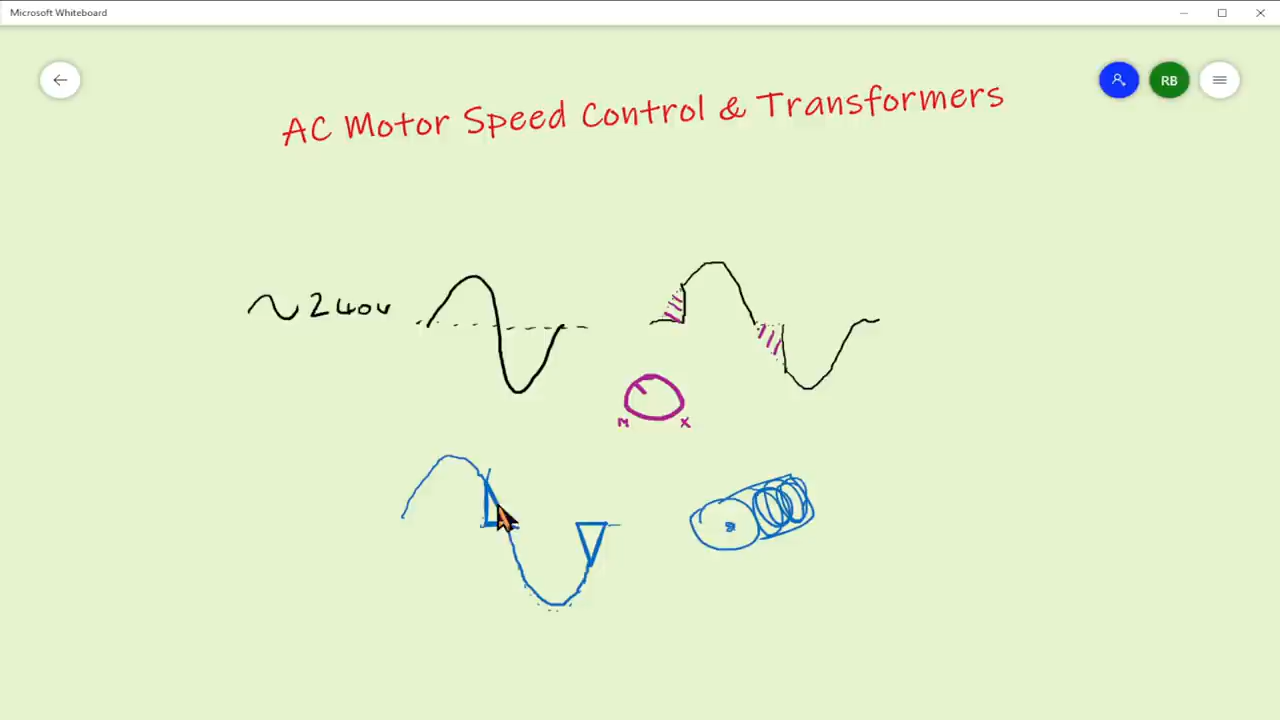 Microsoft Whiteboard
RB
AC Motor Speed Control & Transformers
~240v
M X